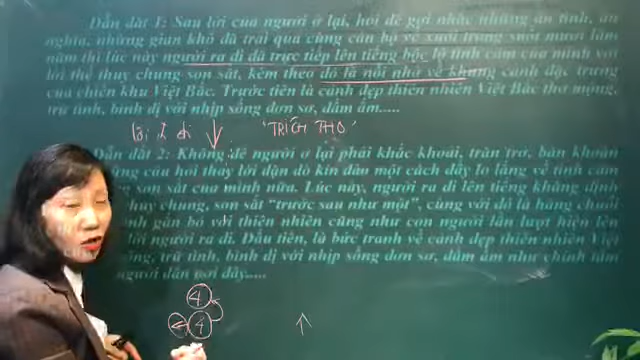 Dẫn dắt 1: Sau lời của người ở lại, hỏi để gợi nhắc những ân tình, ân
nghĩa, những gian khổ đã trải qua cùng cán bộ về xuôi trong suốt mười lăm
năm thì lúc này người ra đi đã trực tiếp lên tiếng bộc lộ tình cảm của mình với
lời thề thuỷ chung son sắt, kèm theo đó là nỗi nhớ về khung cảnh đặc trưng
của chiến khu Việt Bắc. Trước tiên là cảnh đẹp thiên nhiên Việt Bắc thơ mộng,
trữ tình, bình dị với nhịp sống đơn sơ, đầm ấm....
đi "TRÍCH THƠ"
Dẫn dắt 2: Không để người ở lại phải khắc khoải, trăn trở, băn khoăn
của câu hỏi thay lời dặn dò kín đáo một cách đầy lo lắng về tình cảm
son sắt của mình nữa. Lúc này, người ra đi lên tiếng khẳng định
thuỷ chung, son sắt "trước sau như một", cùng với đó là hàng chuỗi
gắn bó với thiên nhiên cũng như con người lần lượt hiện lên
lời người ra đi. Đầu tiên, là bức tranh về cảnh đẹp thiên nhiên Việt
trữ tình, bình dị với nhịp sống đơn sơ, đầm ấm như chính tâm
người dân nơi đây.....
4
4